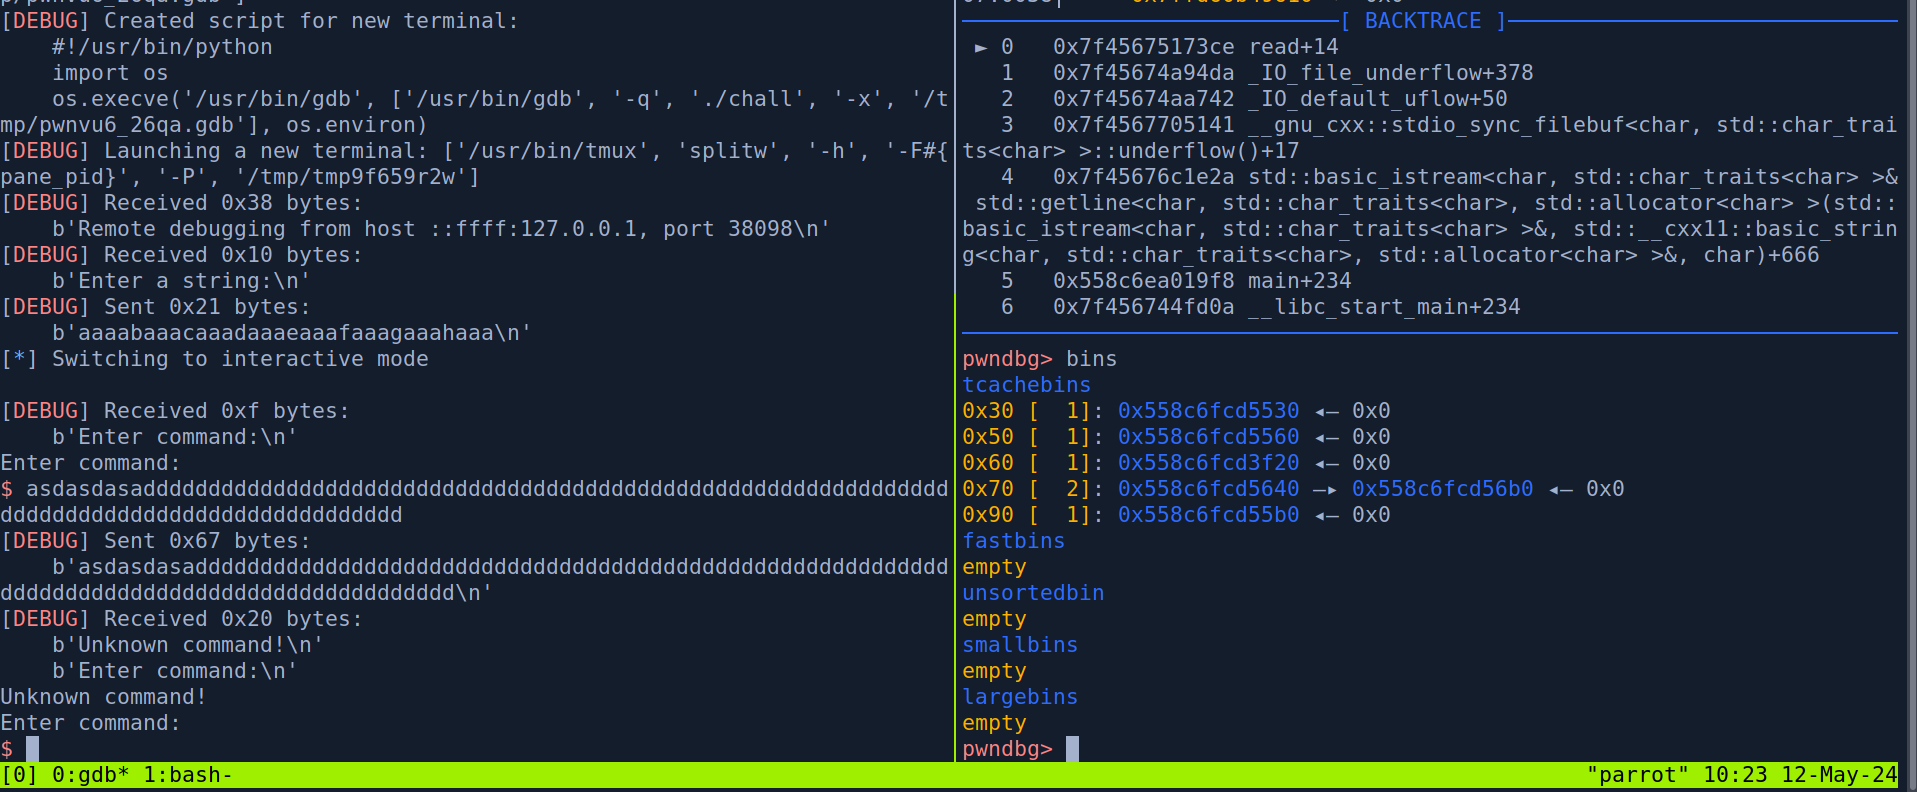 [DEBUG] Created script for new terminal:
    #!/usr/bin/python
    import os
    os.execve('/usr/bin/gdb', ['/usr/bin/gdb', '-q', './chall', '-x', '/t
mp/pwnvu6_26qa.gdb'], os.environ)
[DEBUG] Launching a new terminal: ['/usr/bin/tmux', 'splitw', '-h', '-F#{
pane_pid}', '-P', '/tmp/tmp9f659r2w']
[DEBUG] Received 0x38 bytes:
    b'Remote debugging from host ::ffff:127.0.0.1, port 38098\n'
[DEBUG] Received 0x10 bytes:
    b'Enter a string:\n'
[DEBUG] Sent 0x21 bytes:
    b'aaaabaaacaaadaaaeaaafaaagaaahaaa\n'
[*] Switching to interactive mode
[DEBUG] Received 0xf bytes:
    b'Enter command:\n'
Enter command:
$ asdasdasadddddddddddddddddddddddddddddddddddddddddddddddddddddddddddddd
ddddddddddddddddddddddddddddddd
[DEBUG] Sent 0x67 bytes:
    b'asdasdasadddddddddddddddddddddddddddddddddddddddddddddddddddddddddd
ddddddddddddddddddddddddddddddddddd\n'
[DEBUG] Received 0x20 bytes:
    b'Unknown command!\n'
    b'Enter command:\n'
Unknown command!
Enter command:
$
[ BACKTRACE ]
 ► 0   0x7f45675173ce read+14
   1   0x7f45674a94da _IO_file_underflow+378
   2   0x7f45674aa742 _IO_default_uflow+50
   3   0x7f4567705141 __gnu_cxx::stdio_sync_filebuf<char, std::char_trai
ts<char> >::underflow()+17
   4   0x7f45676c1e2a std::basic_istream<char, std::char_traits<char> >&
 std::getline<char, std::char_traits<char>, std::allocator<char> >(std::
basic_istream<char, std::char_traits<char> >&, std::__cxx11::basic_strin
g<char, std::char_traits<char>, std::allocator<char> >&, char)+666
   5   0x558c6ea019f8 main+234
   6   0x7f456744fd0a __libc_start_main+234
pwndbg> bins
tcachebins
0x30 [  1]: 0x558c6fcd5530 ◂— 0x0
0x50 [  1]: 0x558c6fcd5560 ◂— 0x0
0x60 [  1]: 0x558c6fcd3f20 ◂— 0x0
0x70 [  2]: 0x558c6fcd5640 —▸ 0x558c6fcd56b0 ◂— 0x0
0x90 [  1]: 0x558c6fcd55b0 ◂— 0x0
fastbins
empty
unsortedbin
empty
smallbins
empty
largebins
empty
pwndbg>
[0] 0:gdb* 1:bash-
"parrot" 10:23 12-May-24